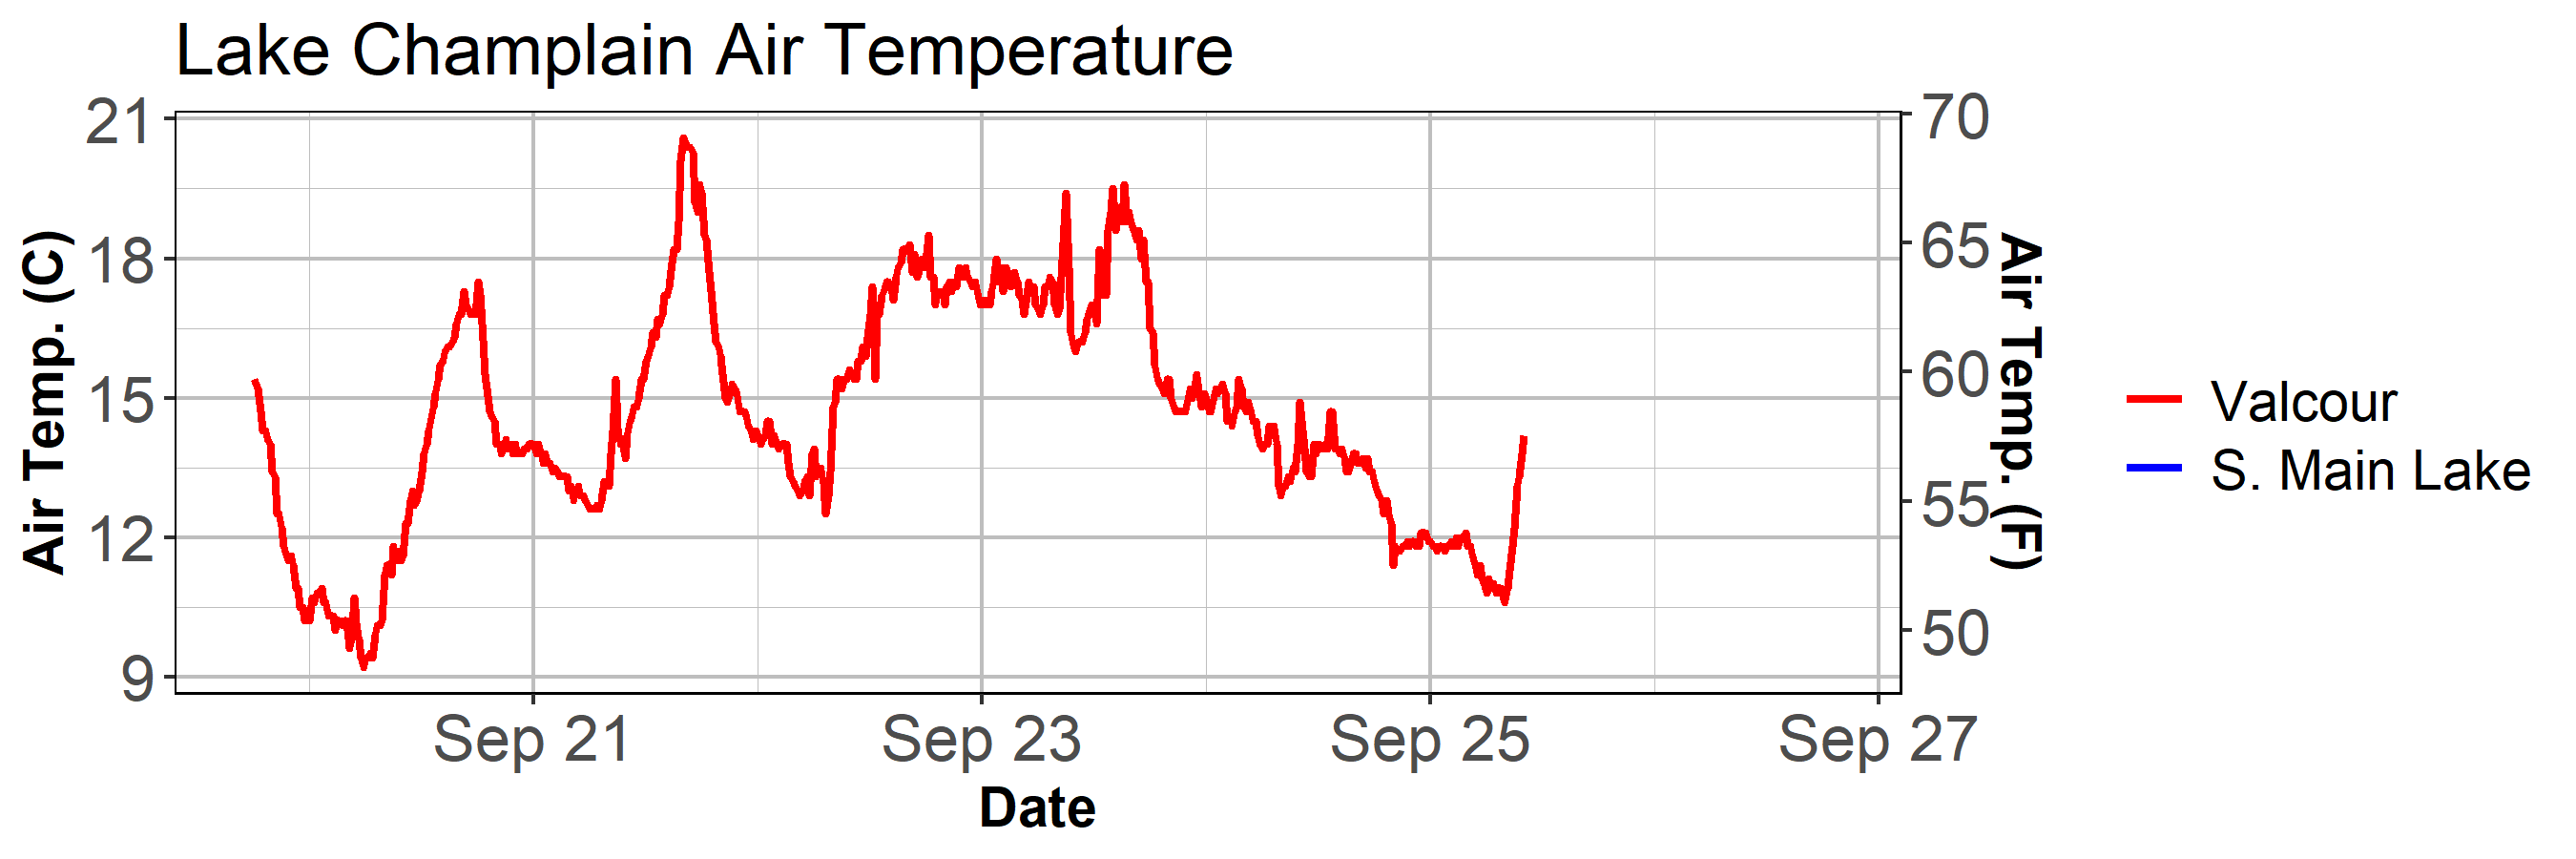 Lake Champlain Air Temperature
21
18
15
12
9
Air Temp. (C)
70
65
60
55
50
Air Temp. (F)
Sep 21
Sep 23
Sep 25
Sep 27
Date
Valcour
S. Main Lake